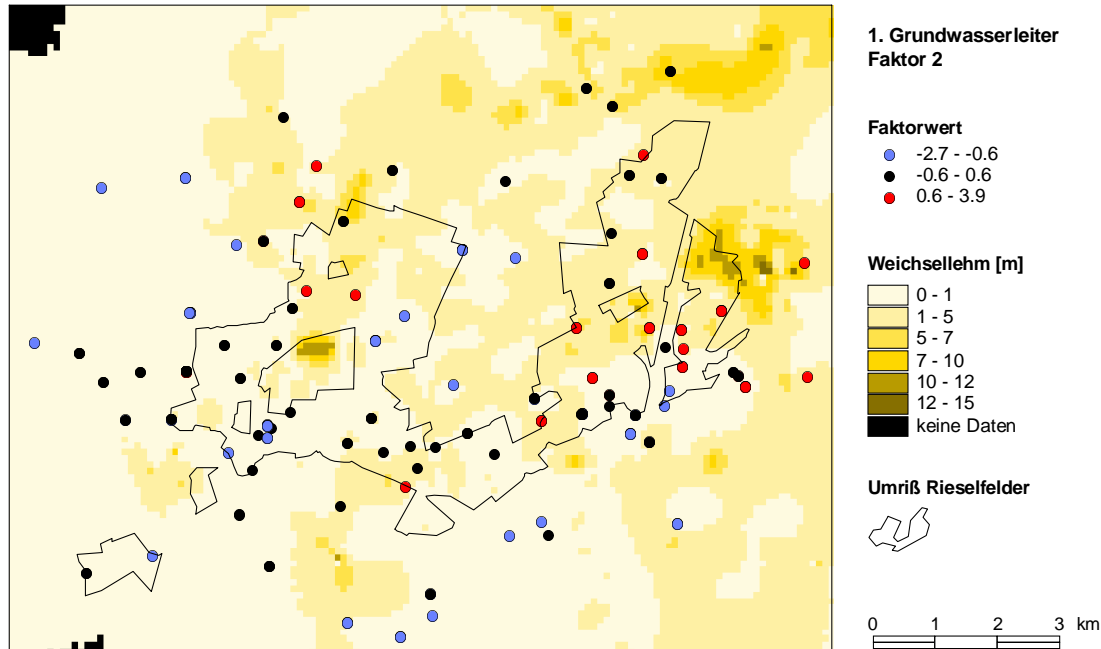 1. Grundwasserleiter
Faktor 2
Faktorwert
-2.7 - -0.6
-0.6 - 0.6
0.6 - 3.9
Weichsellehm [m]
0 - 1
1 - 5
5 - 7
7 - 10
10 - 12
12 - 15
keine Daten
Umriß Rieselfelder
0 1 2 3 km